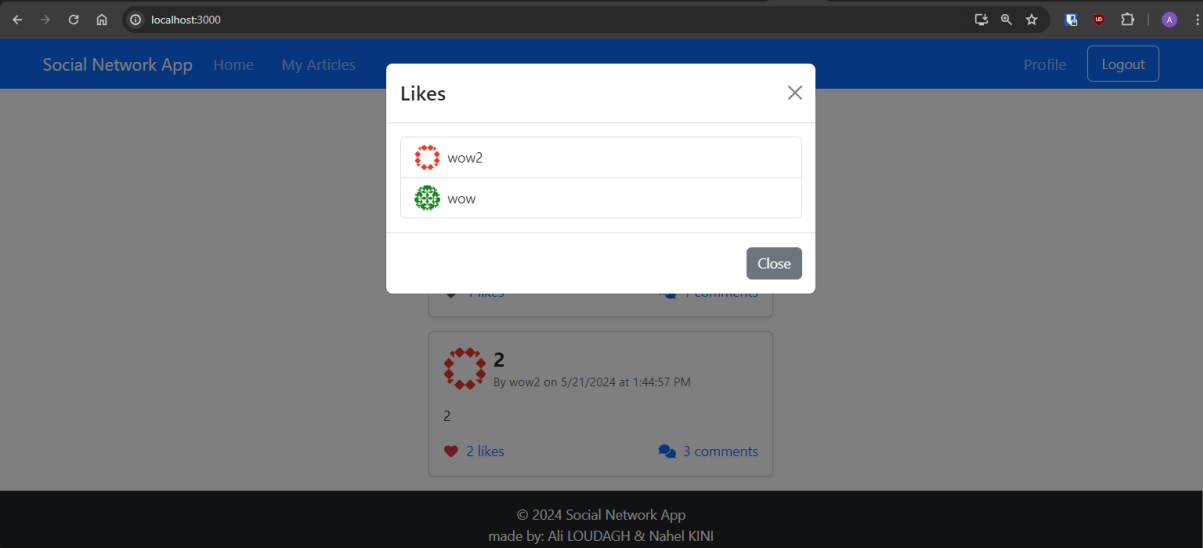 localhost:3000
A
Social Network App Home My Articles Profile Logout
Likes
wow2
wow
Close
likes comments
2
By wow2 on 5/21/2024 at 1:44:57 PM
2
2 likes 3 comments
© 2024 Social Network App
made by: Ali LOUDAGH & Nahel KINI